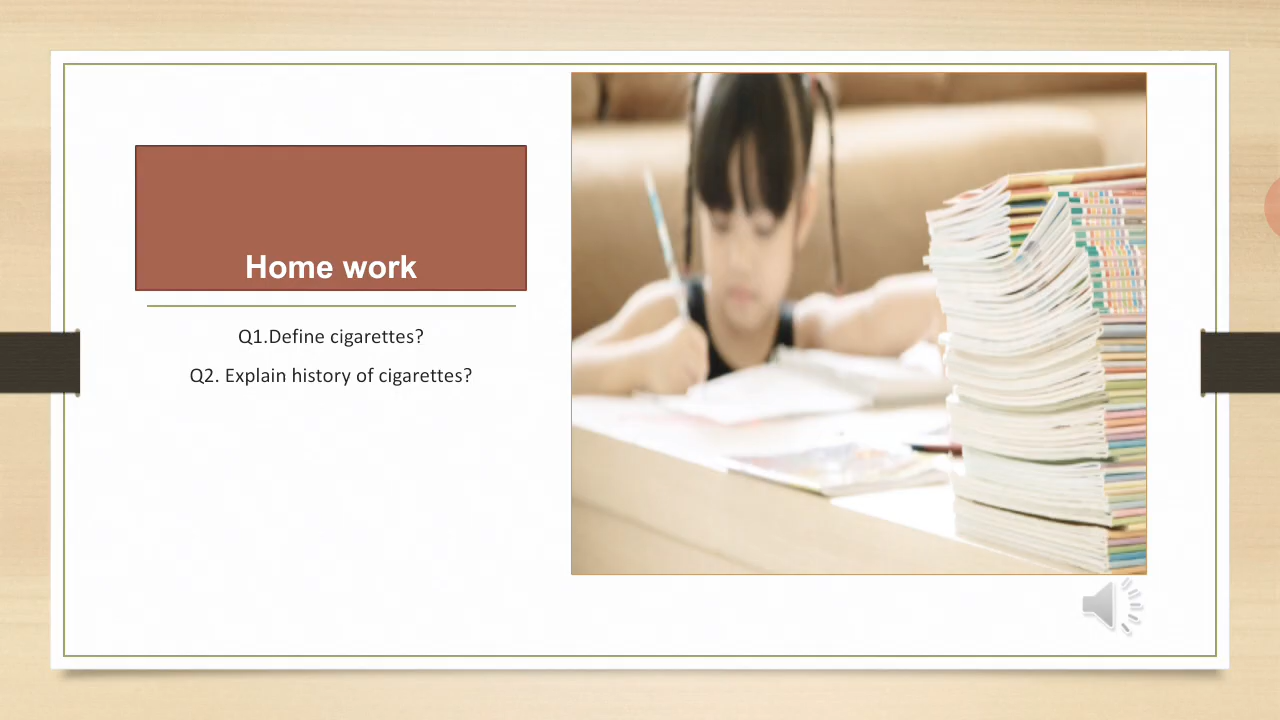 Home work
Q1.Define cigarettes?
Q2. Explain history of cigarettes?